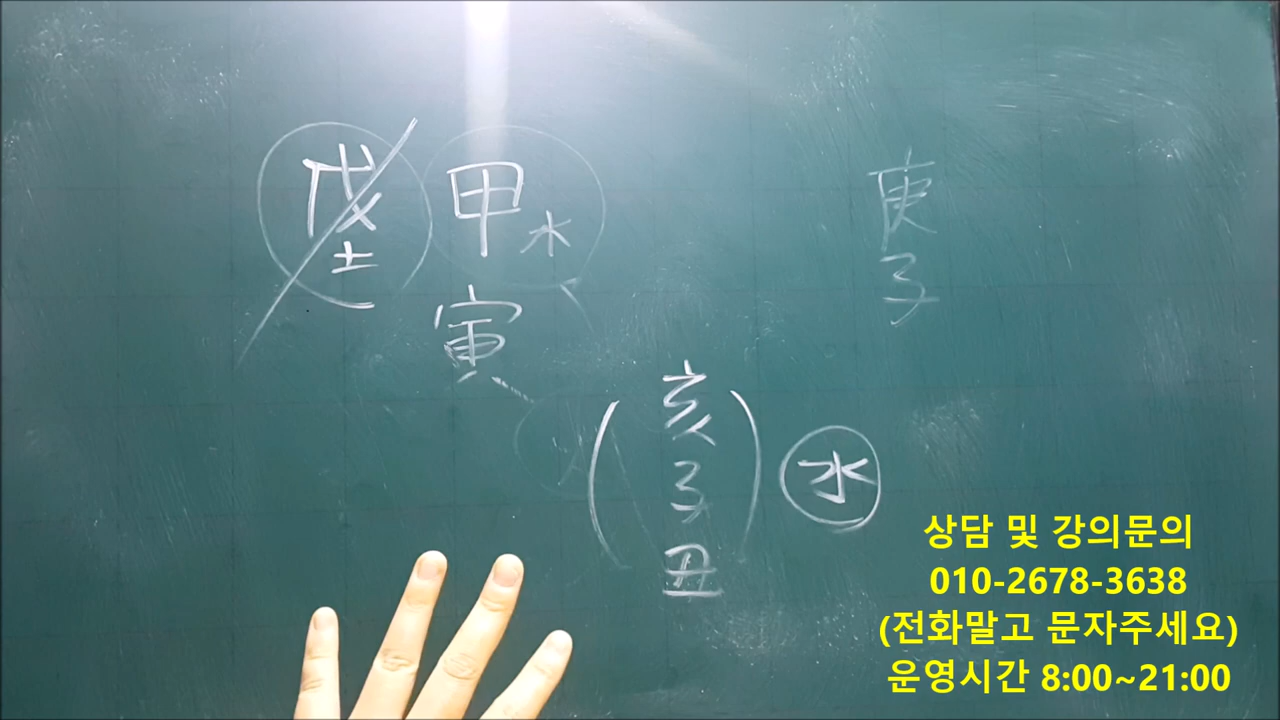 戊 甲
土 木
寅
庚
子
亥
子
丑
水
상담 및 강의문의
010-2678-3638
(전화말고 문자주세요)
운영시간 8:00~21:00